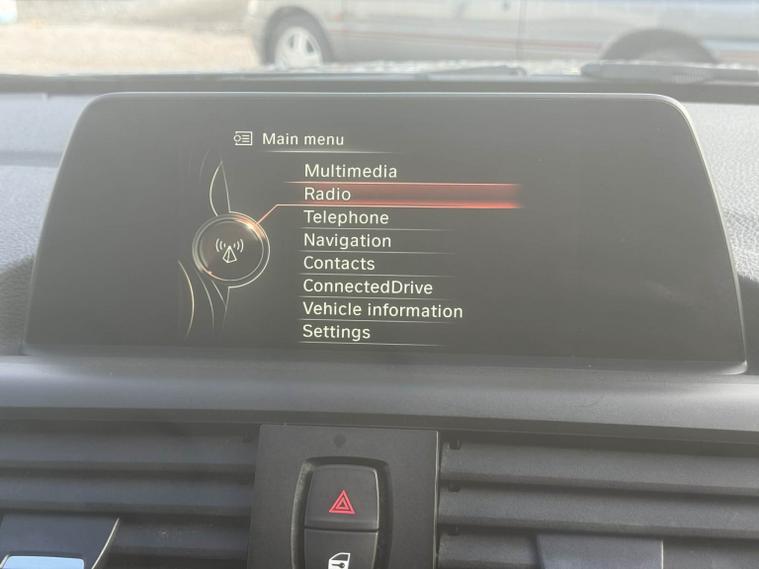 Main menu
Multimedia
Radio
Telephone
Navigation
Contacts
ConnectedDrive
Vehicle information
Settings